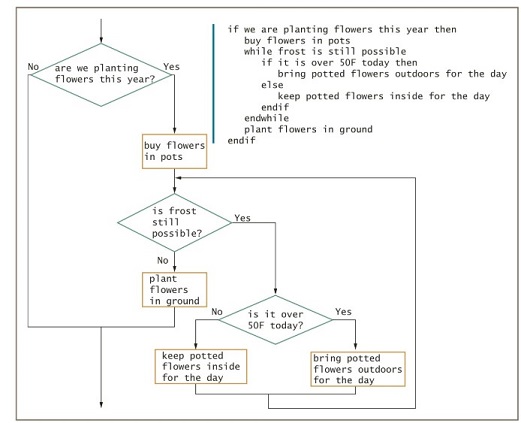 if we are planting flowers this year then
buy flowers in pots
while frost is still possible
if it is over 50F today then
bring potted flowers outdoors for the day
else
keep potted flowers inside for the day
endif
endwhile
plant flowers in ground
endif
No
are we planting
flowers this year?
Yes
buy flowers
in pots
is frost
still
possible?
Yes
No
plant
flowers
in ground
No
is it over
50F today?
Yes
keep potted
flowers inside
for the day
bring potted
flowers outdoors
for the day